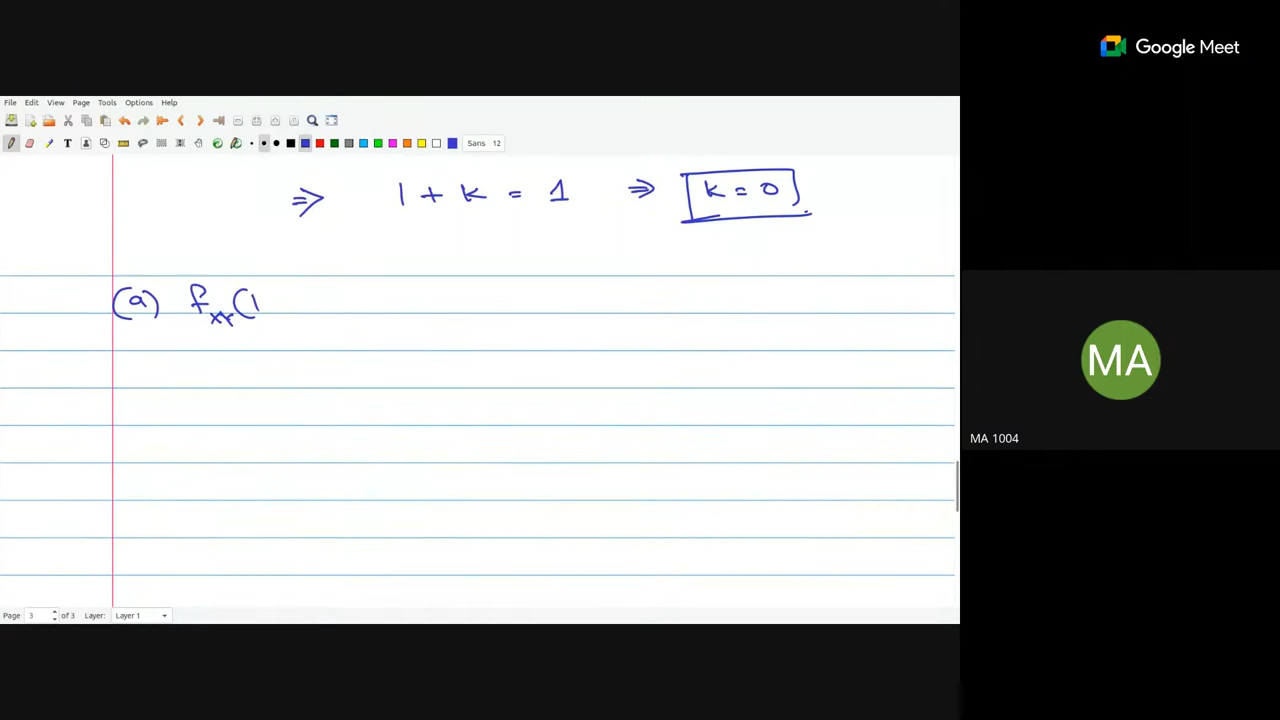 Google Meet
File Edit View Page Tools Options Help
T Sans 12
⇒ 1 + k = 1 ⇒ k = 0
(a) f_xx(1
MA
MA 1004
Page 3 of 3 Layer: Layer 1